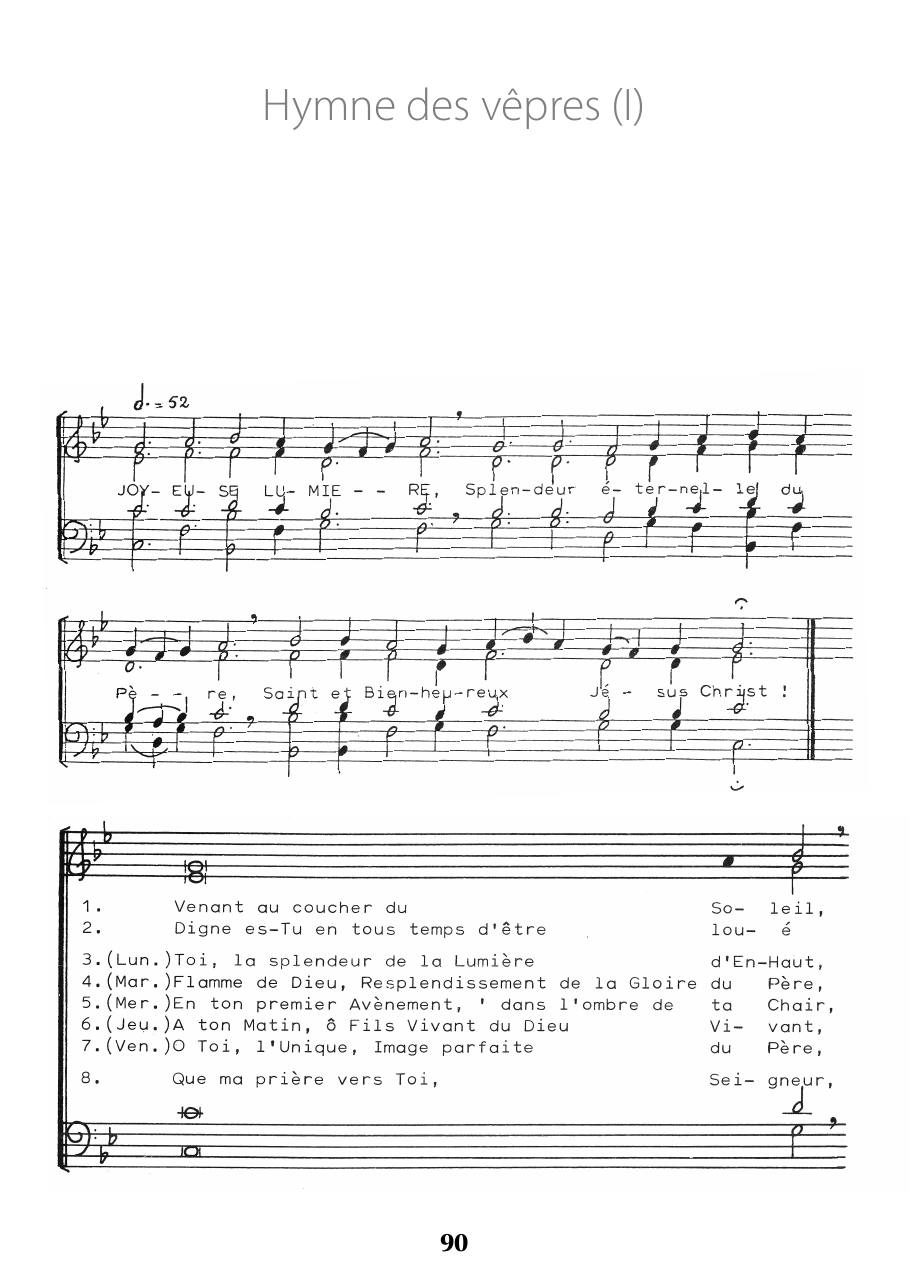 Hymne des vêpres (I)
= 52
JOY- EU- SE LU- MIE - - RE, Splen-deur é- ter-nel- le du
Pè - - re, Saint et Bien-heu-reux Jé - sus Christ !
1. Venant au coucher du So- leil,
2. Digne es-Tu en tous temps d'être lou- é
3.(Lun.)Toi, la splendeur de la Lumière d'En-Haut,
4.(Mar.)Flamme de Dieu, Resplendissement de la Gloire du Père,
5.(Mer.)En ton premier Avènement, ' dans l'ombre de ta Chair,
6.(Jeu.)A ton Matin, ô Fils Vivant du Dieu Vi- vant,
7.(Ven.)O Toi, l'Unique, Image parfaite du Père,
8. Que ma prière vers Toi, Sei- gneur,
90